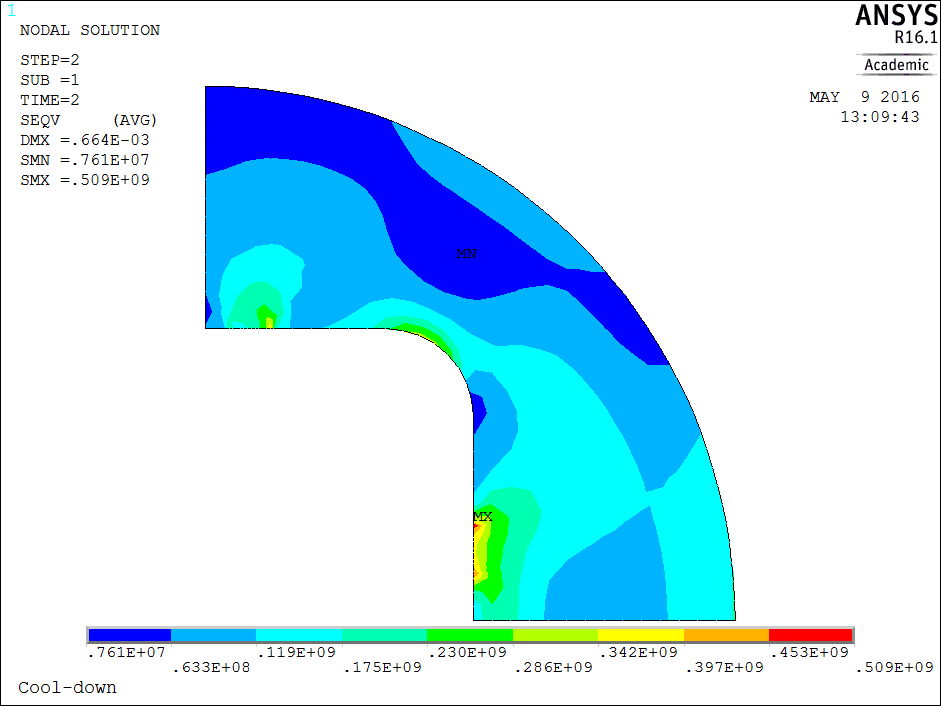 1
NODAL SOLUTION
STEP=2
SUB =1
TIME=2
SEQV (AVG)
DMX =.664E-03
SMN =.761E+07
SMX =.509E+09
ANSYS
R16.1
Academic
MAY 9 2016
13:09:43
MN
MX
.761E+07 .119E+09 .230E+09 .342E+09 .453E+09
.633E+08 .175E+09 .286E+09 .397E+09 .509E+09
Cool-down